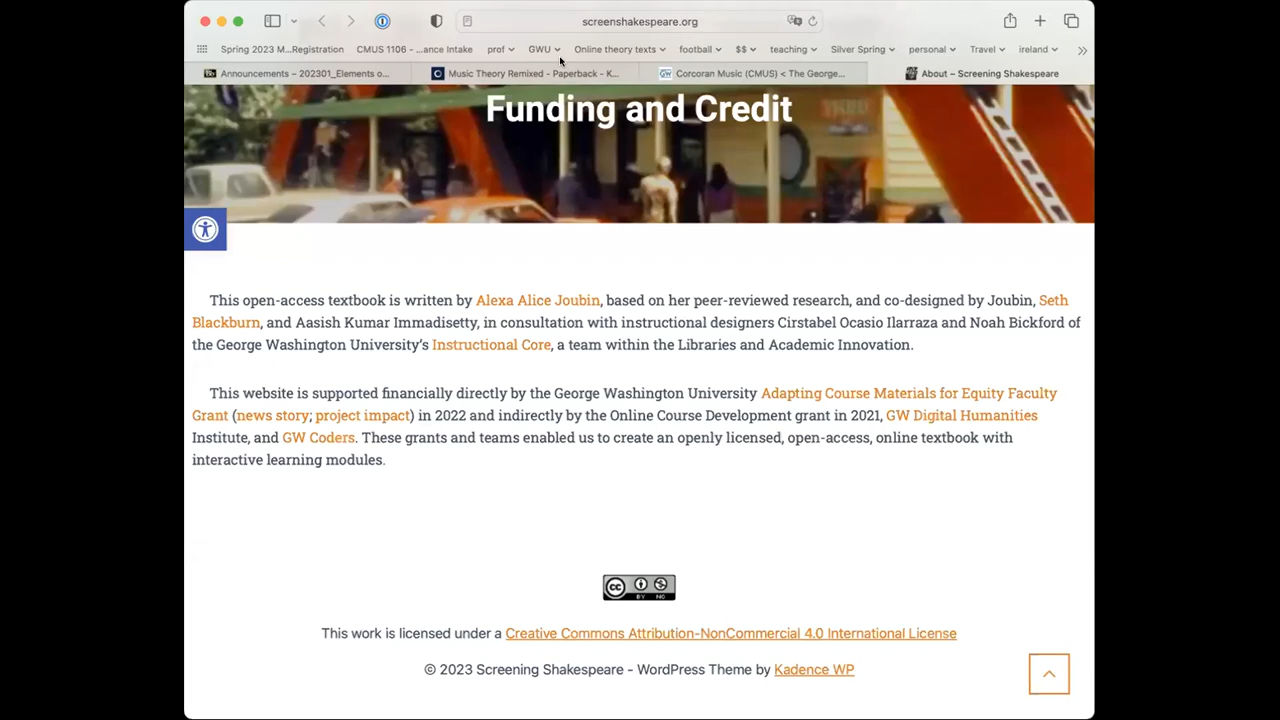 screenshakespeare.org
Spring 2023 M...Registration CMUS 1106 - ...ance Intake prof GWU Online theory texts football $$ teaching Silver Spring personal Travel ireland
Announcements – 202301_Elements o... Music Theory Remixed - Paperback - K... Corcoran Music (CMUS) < The George... About – Screening Shakespeare
Funding and Credit
This open-access textbook is written by Alexa Alice Joubin, based on her peer-reviewed research, and co-designed by Joubin, Seth
Blackburn, and Aasish Kumar Immadisetty, in consultation with instructional designers Cirstabel Ocasio Ilarraza and Noah Bickford of
the George Washington University’s Instructional Core, a team within the Libraries and Academic Innovation.
This website is supported financially directly by the George Washington University Adapting Course Materials for Equity Faculty
Grant (news story; project impact) in 2022 and indirectly by the Online Course Development grant in 2021, GW Digital Humanities
Institute, and GW Coders. These grants and teams enabled us to create an openly licensed, open-access, online textbook with
interactive learning modules.
cc BY NC
This work is licensed under a Creative Commons Attribution-NonCommercial 4.0 International License
© 2023 Screening Shakespeare - WordPress Theme by Kadence WP